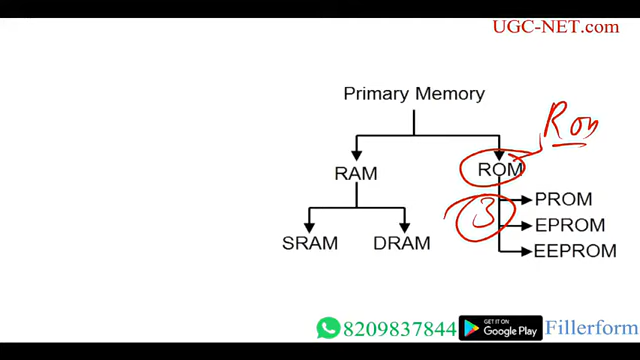 UGC-NET.com
Primary Memory
Rom
RAM
ROM
PROM
3
EPROM
SRAM
DRAM
EEPROM
8209837844
GET IT ON
Google Play
Fillerform